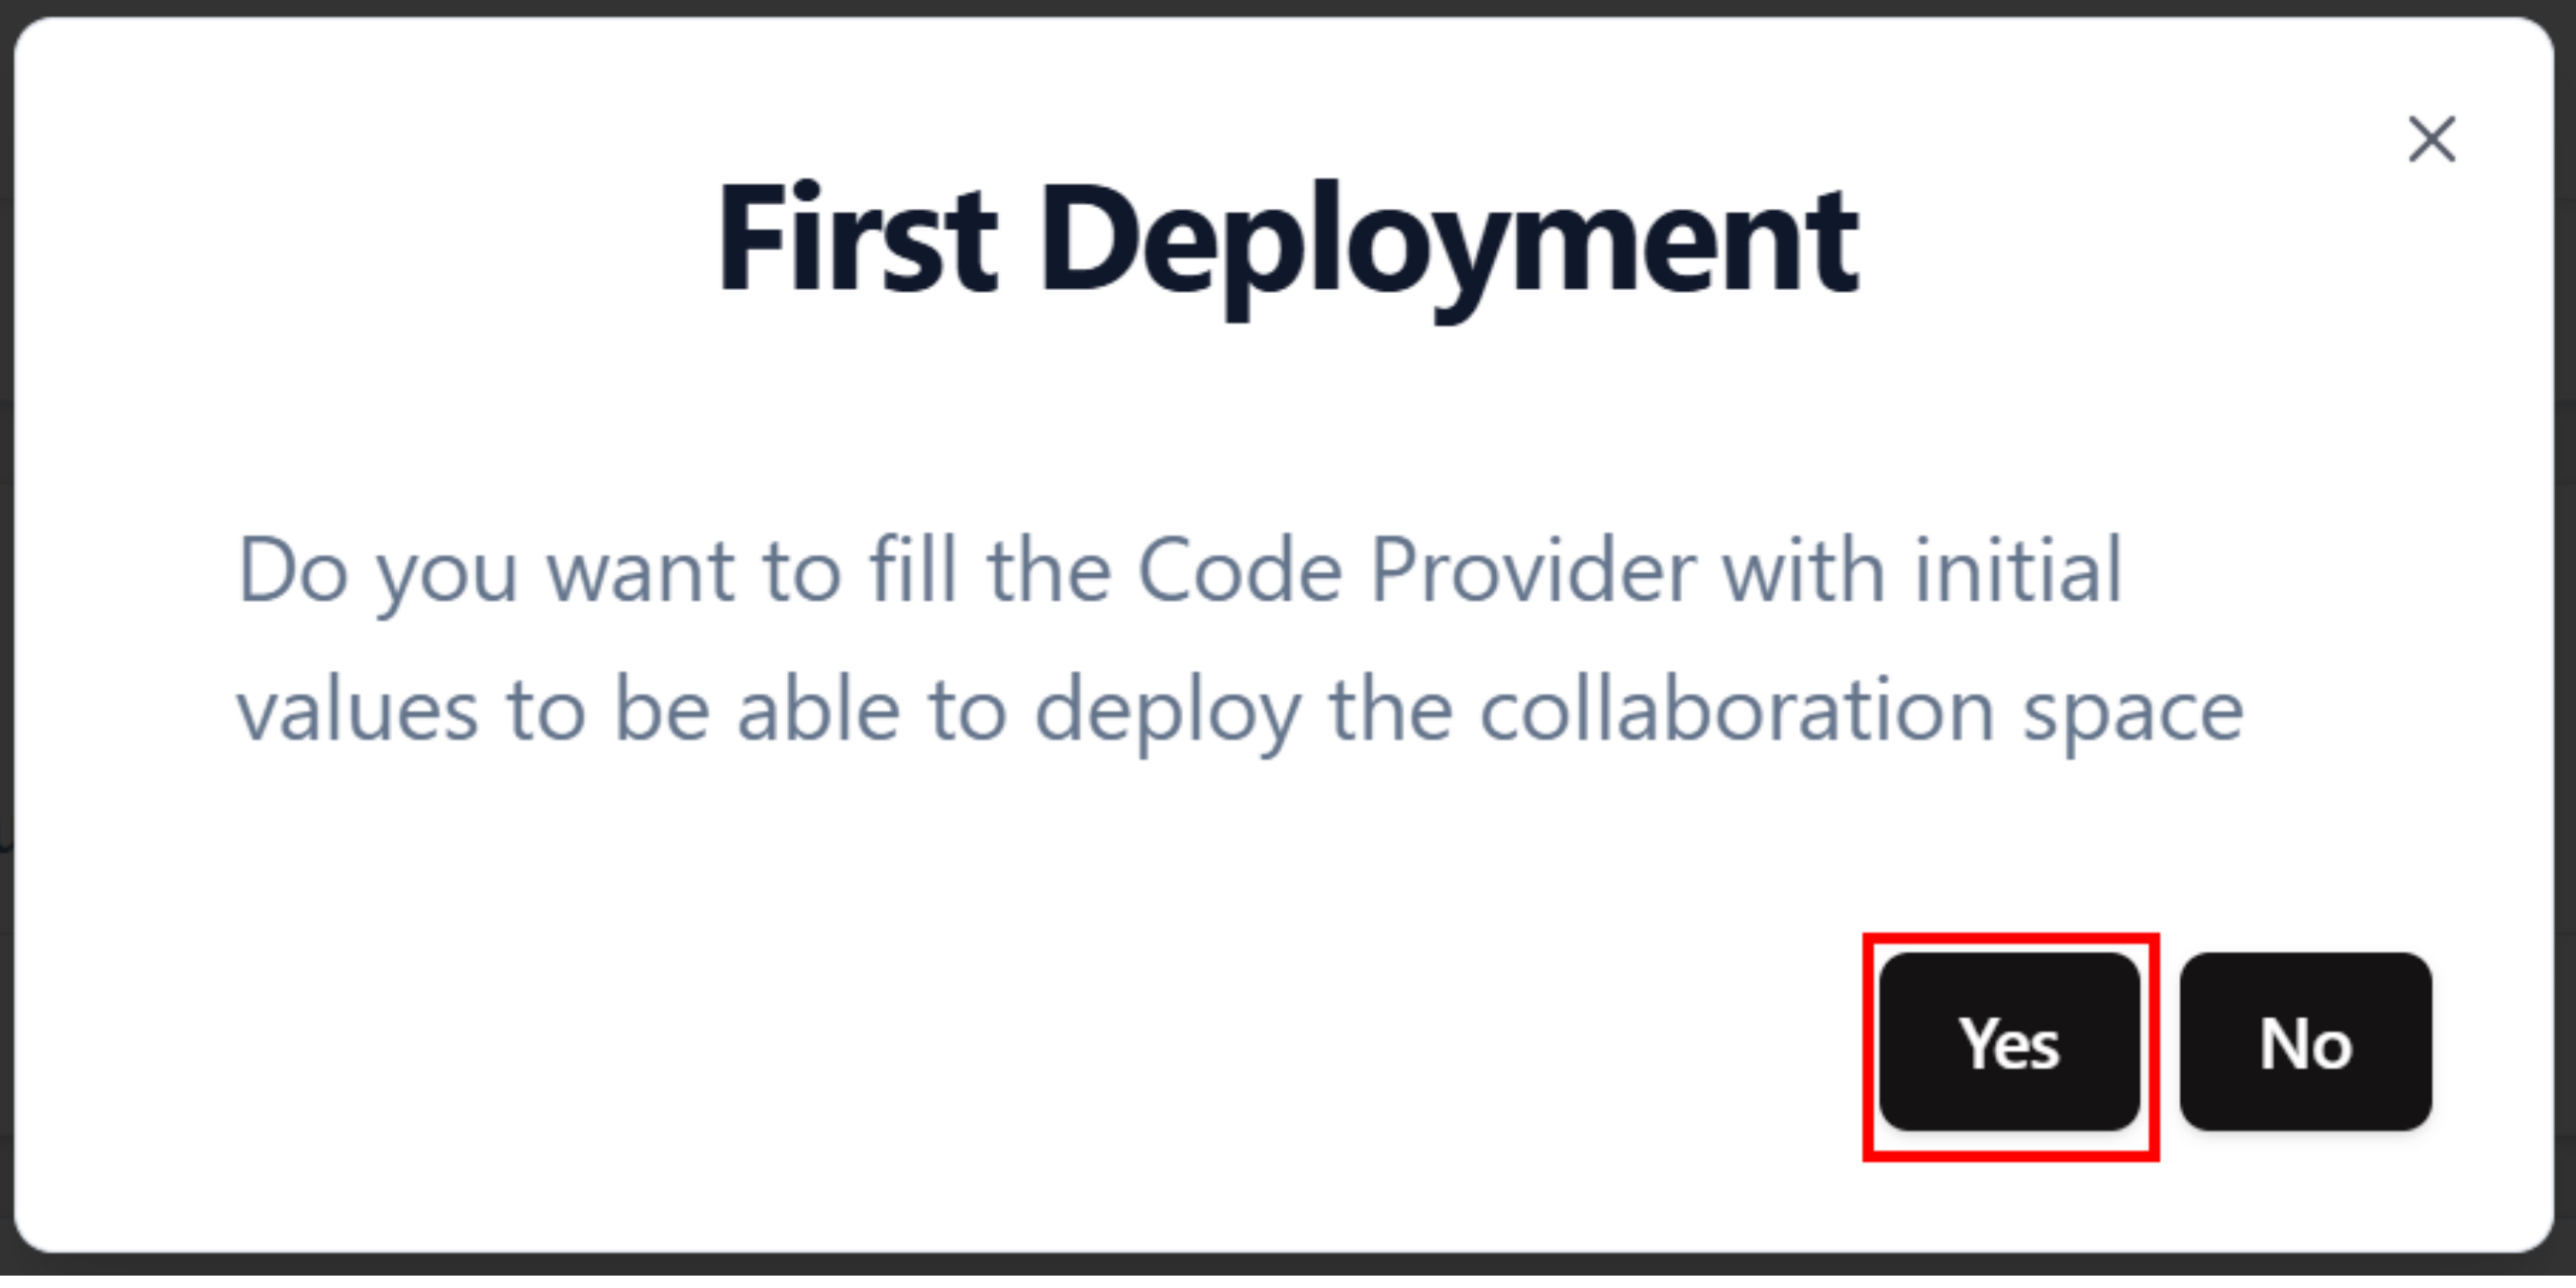 First Deployment
Do you want to fill the Code Provider with initial
values to be able to deploy the collaboration space
Yes No